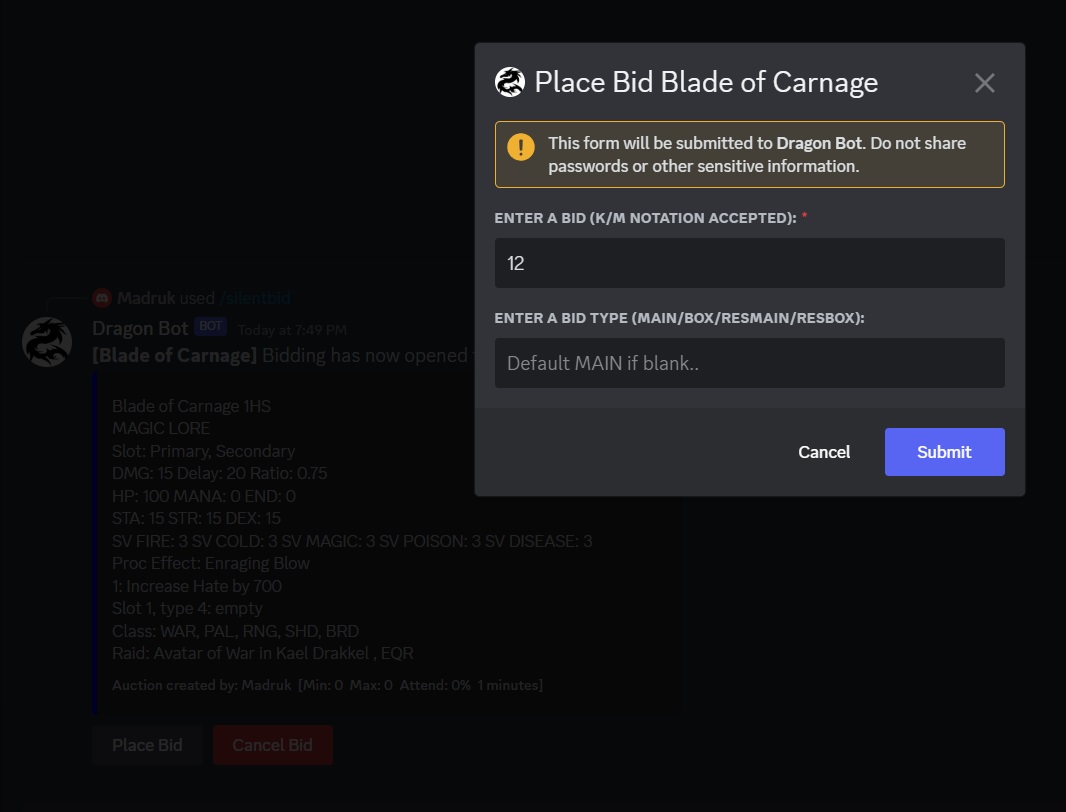 Place Bid Blade of Carnage
This form will be submitted to Dragon Bot. Do not share
passwords or other sensitive information.
ENTER A BID (K/M NOTATION ACCEPTED): *
12
ENTER A BID TYPE (MAIN/BOX/RESMAIN/RESBOX):
Default MAIN if blank..
Cancel
Submit
Madruk used /silentbid
Dragon Bot BOT Today at 7:49 PM
[Blade of Carnage] Bidding has now opened
Blade of Carnage 1HS
MAGIC LORE
Slot: Primary, Secondary
DMG: 15 Delay: 20 Ratio: 0.75
HP: 100 MANA: 0 END: 0
STA: 15 STR: 15 DEX: 15
SV FIRE: 3 SV COLD: 3 SV MAGIC: 3 SV POISON: 3 SV DISEASE: 3
Proc Effect: Enraging Blow
1: Increase Hate by 700
Slot 1, type 4: empty
Class: WAR, PAL, RNG, SHD, BRD
Raid: Avatar of War in Kael Drakkel , EQR
Auction created by: Madruk [Min: 0 Max: 0 Attend: 0% 1 minutes]
Place Bid
Cancel Bid